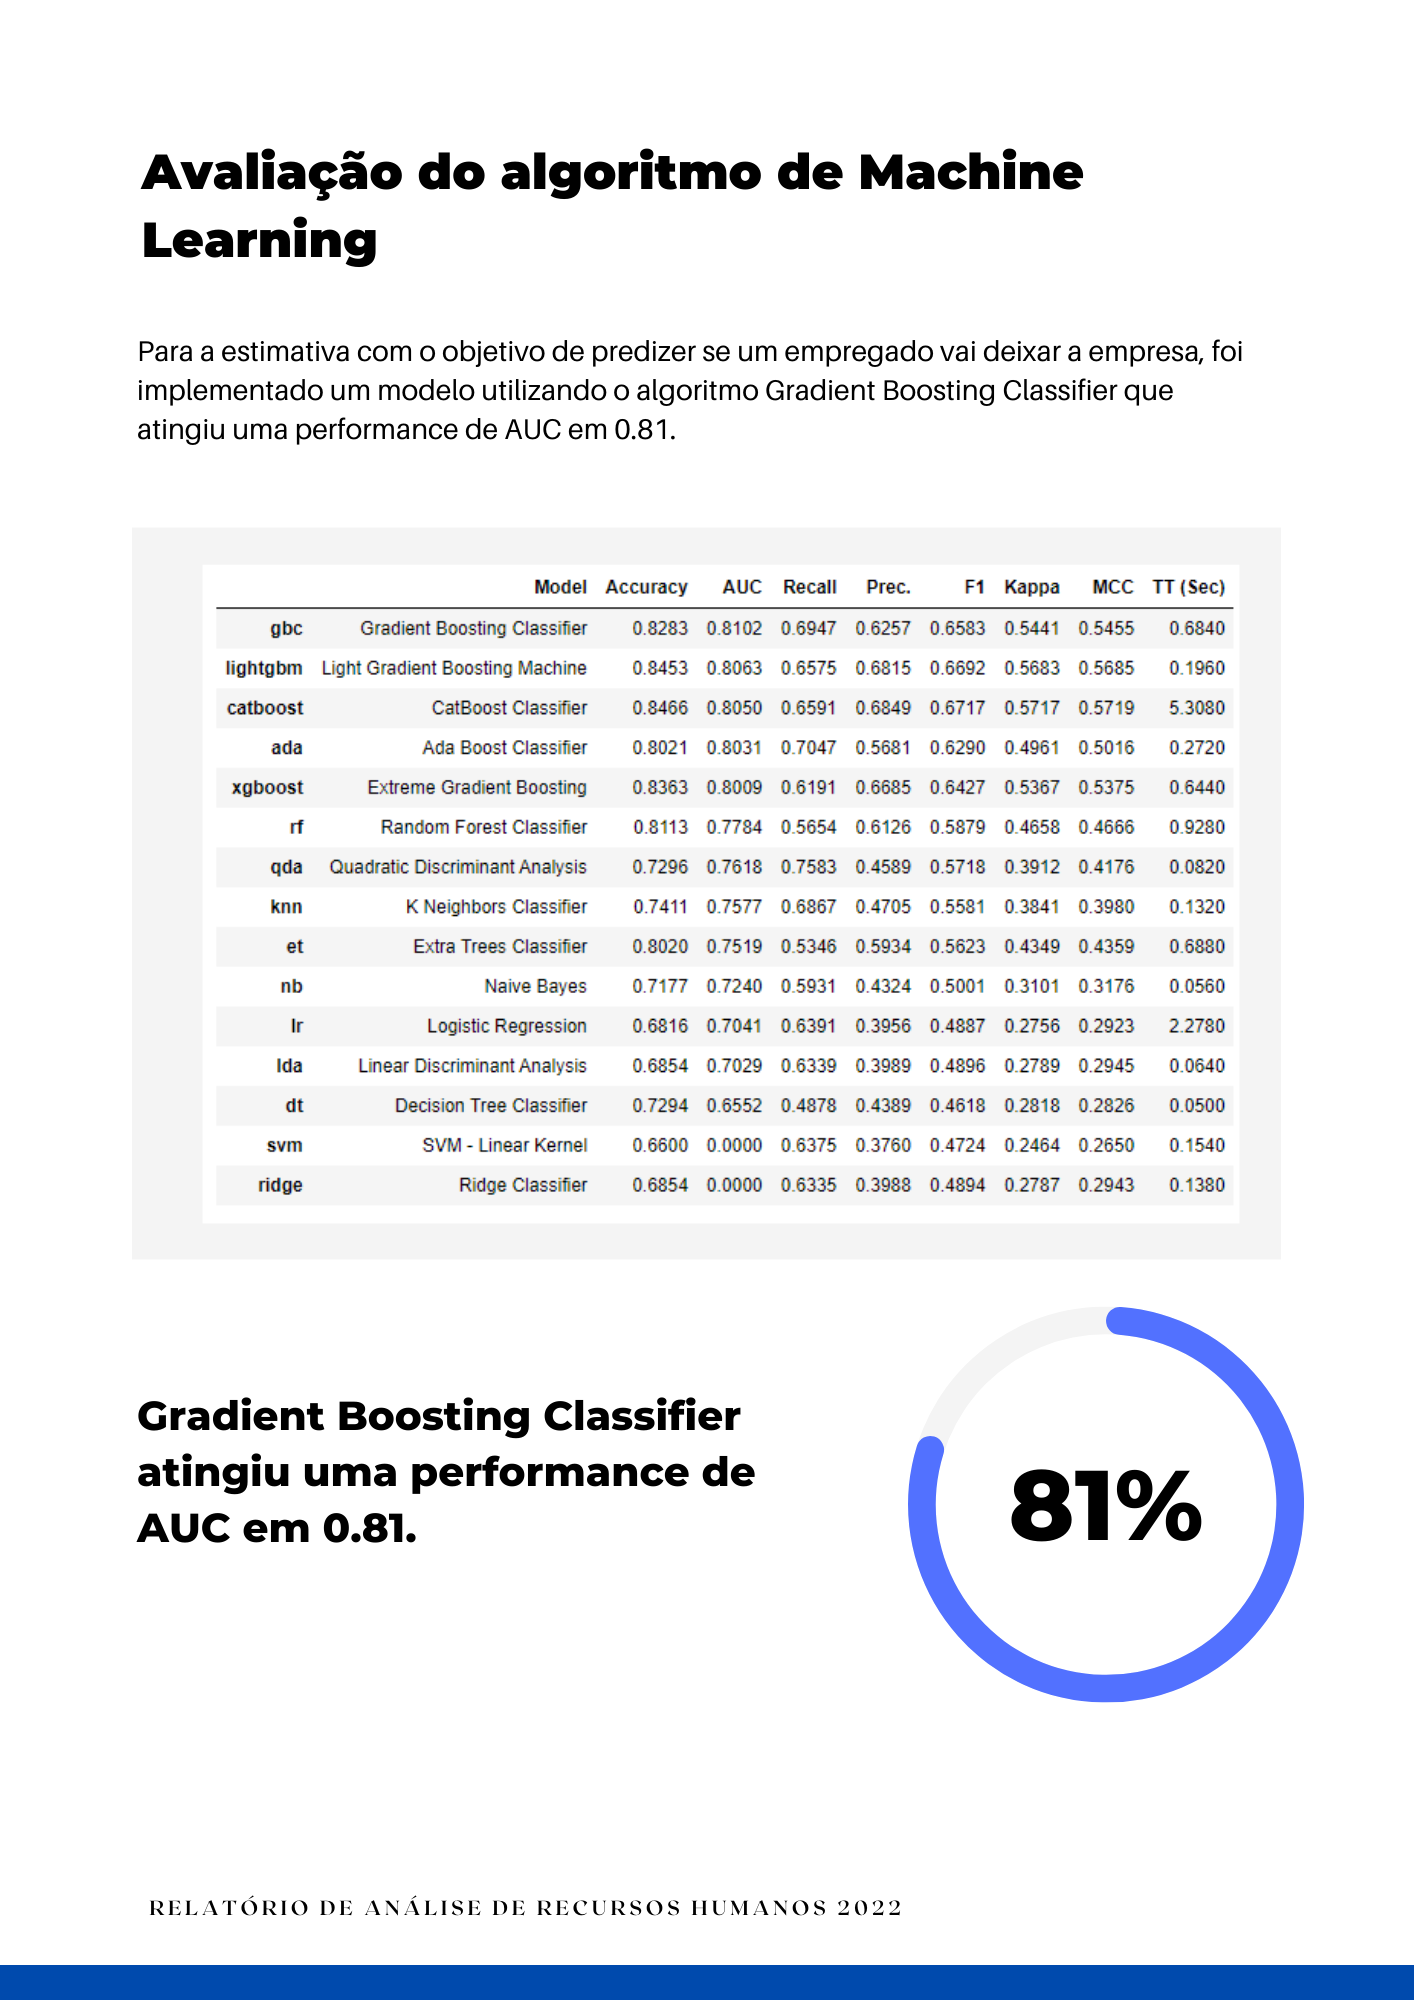 Avaliação do algoritmo de Machine
Learning
Para a estimativa com o objetivo de predizer se um empregado vai deixar a empresa, foi
implementado um modelo utilizando o algoritmo Gradient Boosting Classifier que
atingiu uma performance de AUC em 0.81.
Model Accuracy AUC Recall Prec. F1 Kappa MCC TT (Sec)
gbc Gradient Boosting Classifier 0.8283 0.8102 0.6947 0.6257 0.6583 0.5441 0.5455 0.6840
lightgbm Light Gradient Boosting Machine 0.8453 0.8063 0.6575 0.6815 0.6692 0.5683 0.5685 0.1960
catboost CatBoost Classifier 0.8466 0.8050 0.6591 0.6849 0.6717 0.5717 0.5719 5.3080
ada Ada Boost Classifier 0.8021 0.8031 0.7047 0.5681 0.6290 0.4961 0.5016 0.2720
xgboost Extreme Gradient Boosting 0.8363 0.8009 0.6191 0.6685 0.6427 0.5367 0.5375 0.6440
rf Random Forest Classifier 0.8113 0.7784 0.5654 0.6126 0.5879 0.4658 0.4666 0.9280
qda Quadratic Discriminant Analysis 0.7296 0.7618 0.7583 0.4589 0.5718 0.3912 0.4176 0.0820
knn K Neighbors Classifier 0.7411 0.7577 0.6867 0.4705 0.5581 0.3841 0.3980 0.1320
et Extra Trees Classifier 0.8020 0.7519 0.5346 0.5934 0.5623 0.4349 0.4359 0.6880
nb Naive Bayes 0.7177 0.7240 0.5931 0.4324 0.5001 0.3101 0.3176 0.0560
lr Logistic Regression 0.6816 0.7041 0.6391 0.3956 0.4887 0.2756 0.2923 2.2780
lda Linear Discriminant Analysis 0.6854 0.7029 0.6339 0.3989 0.4896 0.2789 0.2945 0.0640
dt Decision Tree Classifier 0.7294 0.6552 0.4878 0.4389 0.4618 0.2818 0.2826 0.0500
svm SVM - Linear Kernel 0.6600 0.0000 0.6375 0.3760 0.4724 0.2464 0.2650 0.1540
ridge Ridge Classifier 0.6854 0.0000 0.6335 0.3988 0.4894 0.2787 0.2943 0.1380
Gradient Boosting Classifier
atingiu uma performance de
AUC em 0.81.
81%
RELATÓRIO DE ANÁLISE DE RECURSOS HUMANOS 2022